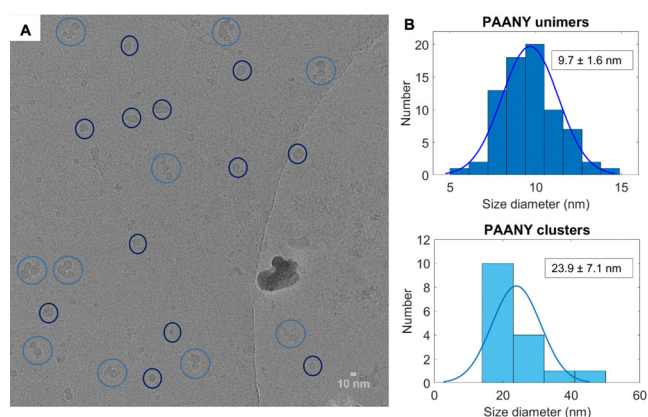 A
10 nm
B
PAANY unimers
20
15
10
5
0
Number
9.7 ± 1.6 nm
5 10 15
Size diameter (nm)
PAANY clusters
12
10
8
6
4
2
0
Number
23.9 ± 7.1 nm
0 20 40 60
Size diameter (nm)